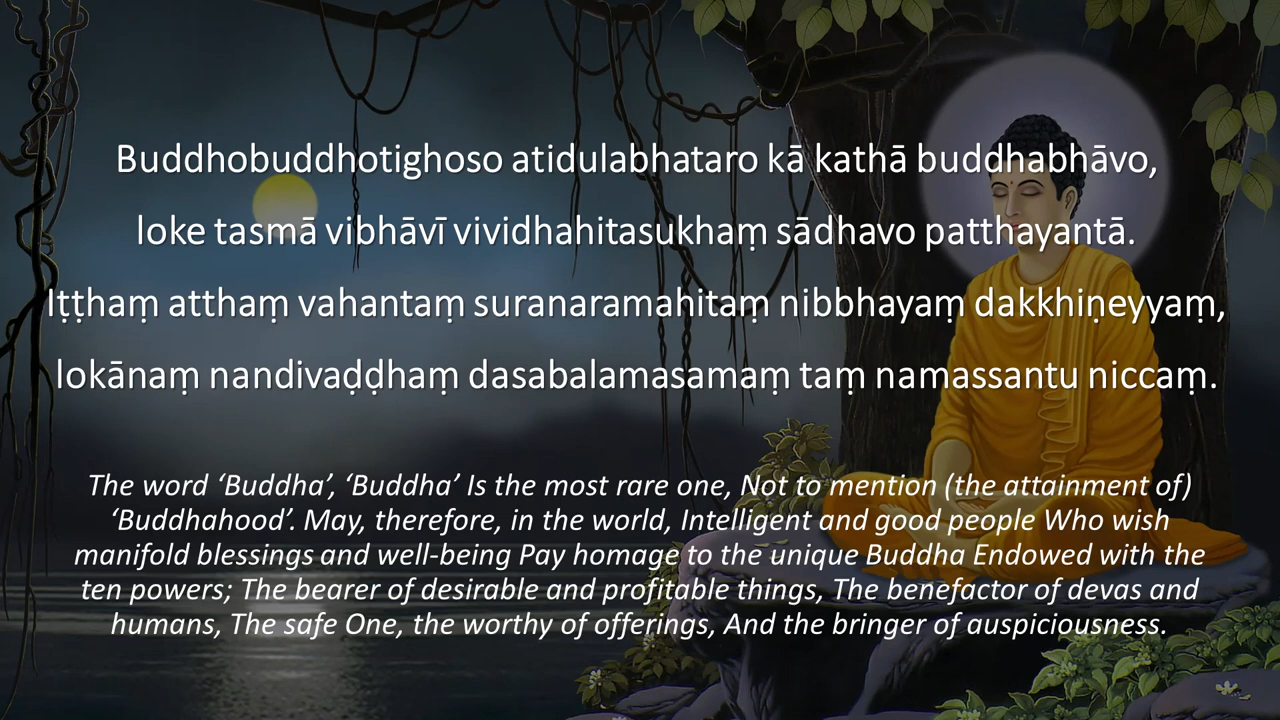 Buddhobuddhotighoso atidulabhataro kā kathā buddhabhāvo,
loke tasmā vibhāvī vividhahitasukhaṃ sādhavo patthayantā.
Iṭṭhaṃ atthaṃ vahantaṃ suranaramahitaṃ nibbhayaṃ dakkhiṇeyyaṃ,
lokānaṃ nandivaḍḍhaṃ dasabalamasamaṃ taṃ namassantu niccaṃ.
The word ‘Buddha’, ‘Buddha’ Is the most rare one, Not to mention (the attainment of)
‘Buddhahood’. May, therefore, in the world, Intelligent and good people Who wish
manifold blessings and well-being Pay homage to the unique Buddha Endowed with the
ten powers; The bearer of desirable and profitable things, The benefactor of devas and
humans, The safe One, the worthy of offerings, And the bringer of auspiciousness.